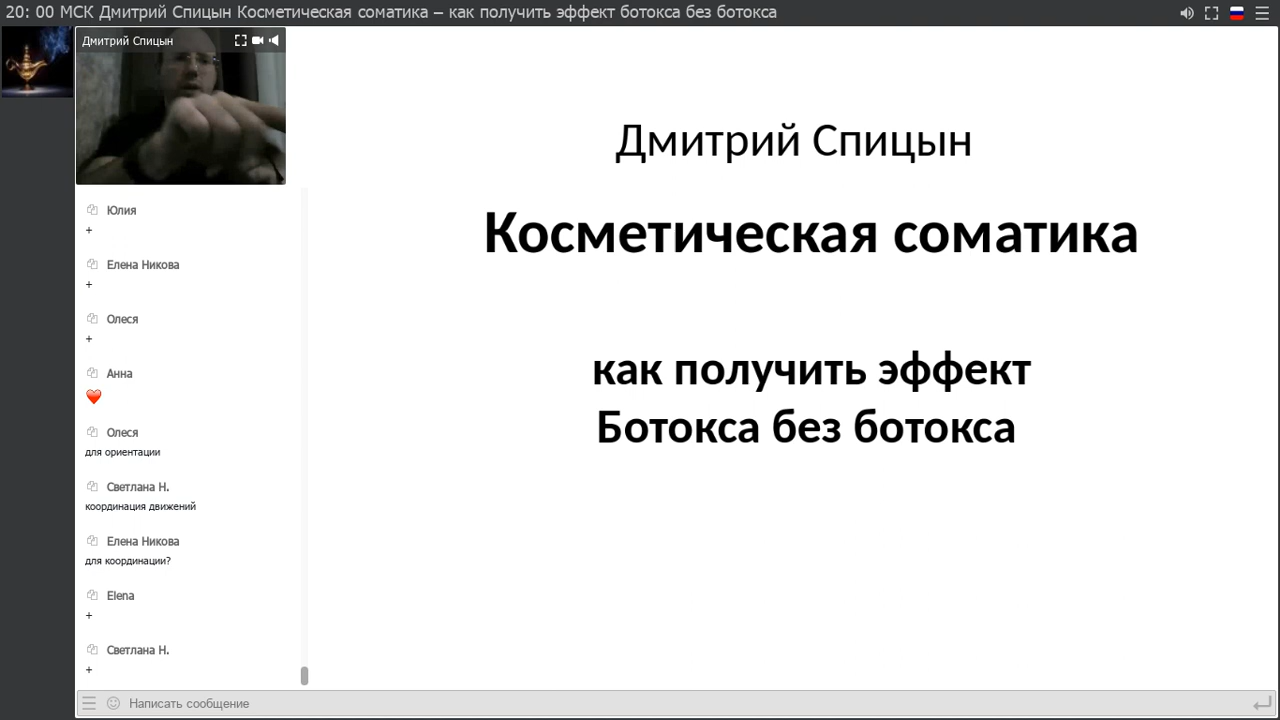 20: 00 МСК Дмитрий Спицын Косметическая соматика – как получить эффект ботокса без ботокса
Дмитрий Спицын
Юлия
+
Елена Никова
+
Олеся
+
Анна
❤️
Олеся
для ориентации
Светлана Н.
координация движений
Елена Никова
для координации?
Elena
+
Светлана Н.
+
Дмитрий Спицын
Косметическая соматика
как получить эффект
Ботокса без ботокса
Написать сообщение